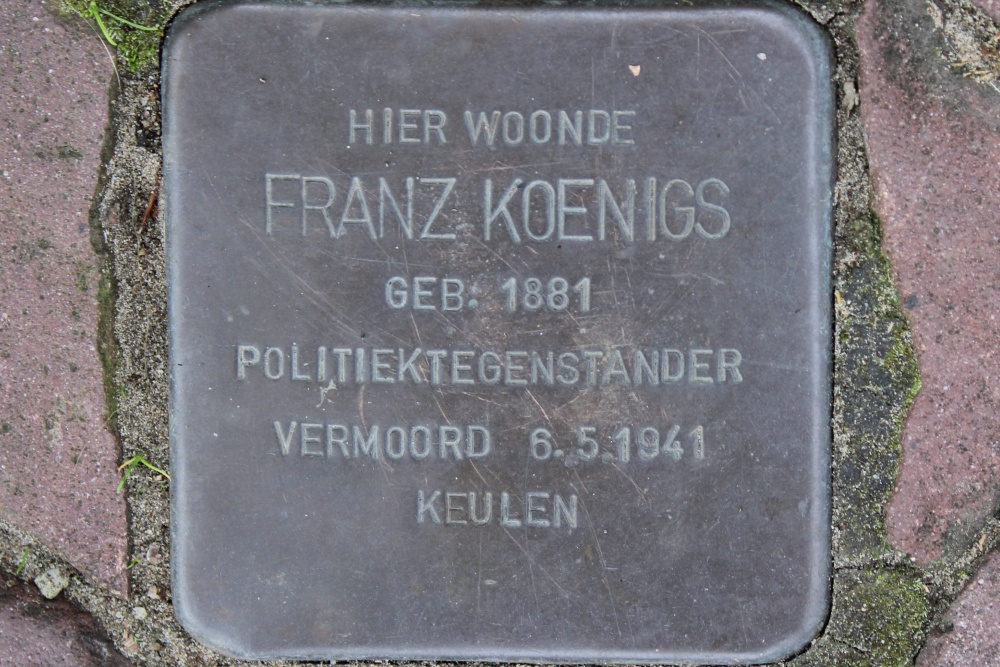 HIER WOONDE
FRANZ KOENIGS
GEB: 1881
POLITIEKTEGENSTANDER
VERMOORD 6.5.1941
KEULEN